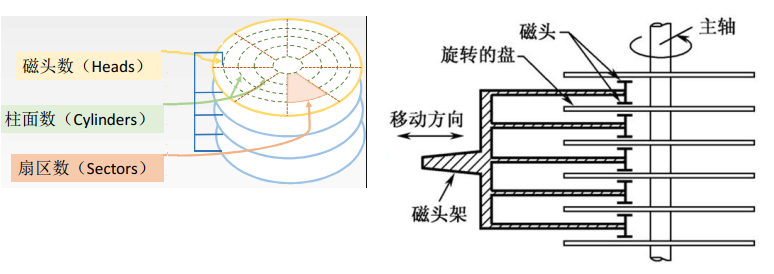 磁头数（Heads）
柱面数（Cylinders）
扇区数（Sectors）
磁头
主轴
旋转的盘
移动方向
磁头架